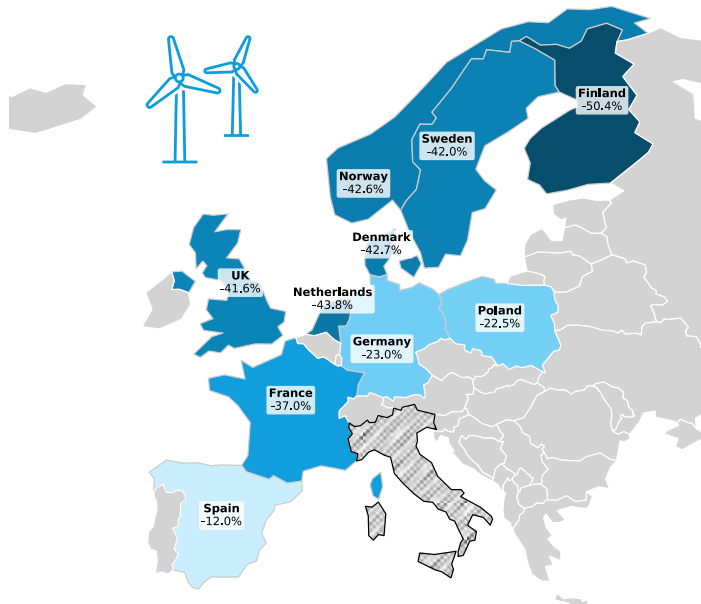 Finland
-50.4%
Sweden
-42.0%
Norway
-42.6%
Denmark
-42.7%
UK
-41.6%
Netherlands
-43.8%
Poland
-22.5%
Germany
-23.0%
France
-37.0%
Spain
-12.0%